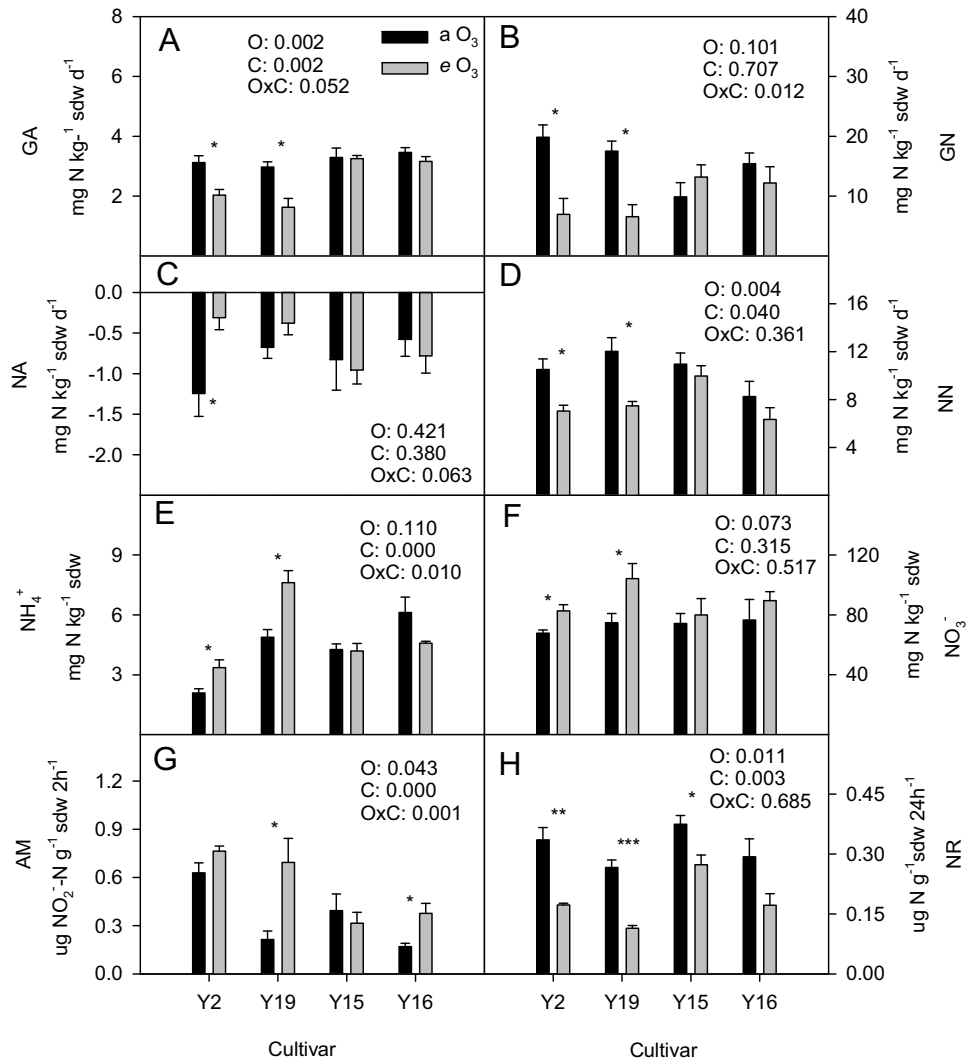 A
O: 0.002
C: 0.002
OxC: 0.052
a O₃
e O₃
8
6
4
2
GA
mg N kg-¹ sdw d⁻¹
B
O: 0.101
C: 0.707
OxC: 0.012
40
30
20
10
GN
mg N kg⁻¹ sdw d⁻¹
*
*
*
*
C
0.0
-0.5
-1.0
-1.5
-2.0
NA
mg N kg⁻¹ sdw d⁻¹
*
O: 0.421
C: 0.380
OxC: 0.063
D
O: 0.004
C: 0.040
OxC: 0.361
*
*
16
12
8
4
NN
mg N kg⁻¹ sdw d⁻¹
E
O: 0.110
C: 0.000
OxC: 0.010
*
*
9
6
3
NH₄⁺
mg N kg⁻¹ sdw
F
O: 0.073
C: 0.315
OxC: 0.517
*
*
120
80
40
NO₃⁻
mg N kg⁻¹ sdw
G
O: 0.043
C: 0.000
OxC: 0.001
*
*
1.2
0.9
0.6
0.3
0.0
AM
ug NO₂⁻-N g⁻¹ sdw 2h⁻¹
H
O: 0.011
C: 0.003
OxC: 0.685
**
***
*
0.45
0.30
0.15
0.00
NR
ug N g⁻¹sdw 24h⁻¹
Y2 Y19 Y15 Y16
Y2 Y19 Y15 Y16
Cultivar
Cultivar